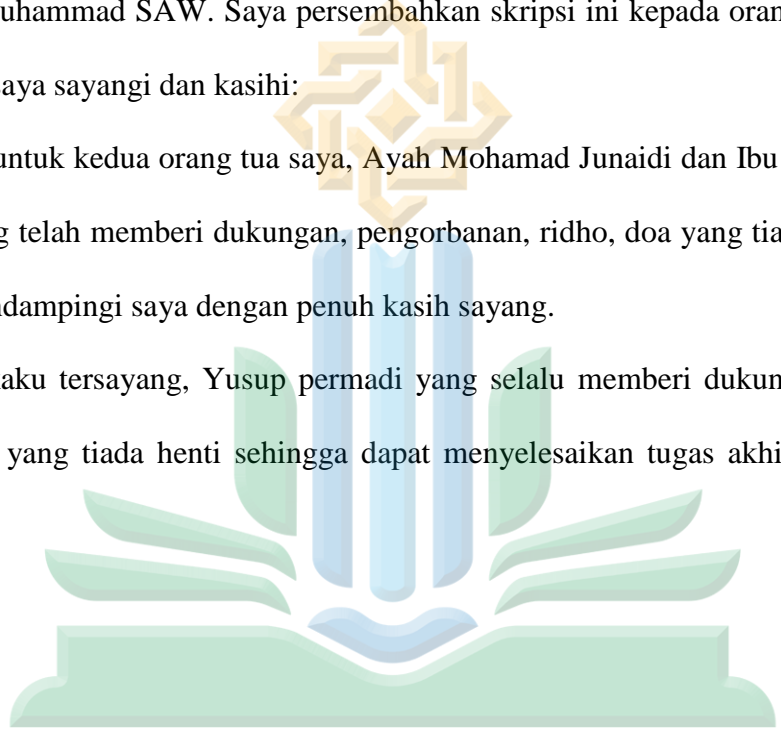 uhammad SAW. Saya persembahkan skripsi ini kepada oran
aya sayangi dan kasihi:
untuk kedua orang tua saya, Ayah Mohamad Junaidi dan Ibu
g telah memberi dukungan, pengorbanan, ridho, doa yang tia
ndampingi saya dengan penuh kasih sayang.
aku tersayang, Yusup permadi yang selalu memberi dukun
yang tiada henti sehingga dapat menyelesaikan tugas akhi